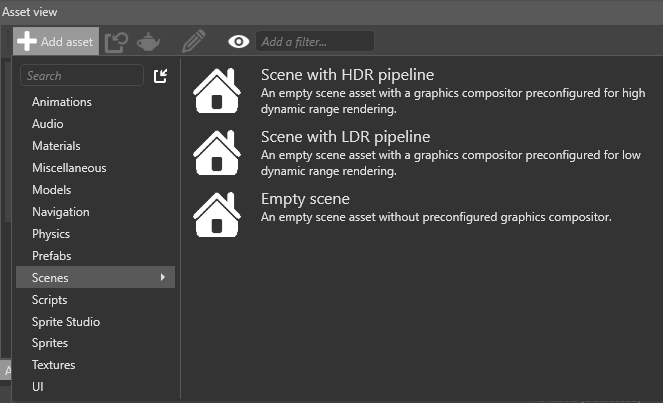 Asset view
Add asset
Add a filter...
Search
Animations
Audio
Materials
Miscellaneous
Models
Navigation
Physics
Prefabs
Scenes
Scripts
Sprite Studio
Sprites
Textures
UI
Scene with HDR pipeline
An empty scene asset with a graphics compositor preconfigured for high
dynamic range rendering.
Scene with LDR pipeline
An empty scene asset with a graphics compositor preconfigured for low
dynamic range rendering.
Empty scene
An empty scene asset without preconfigured graphics compositor.